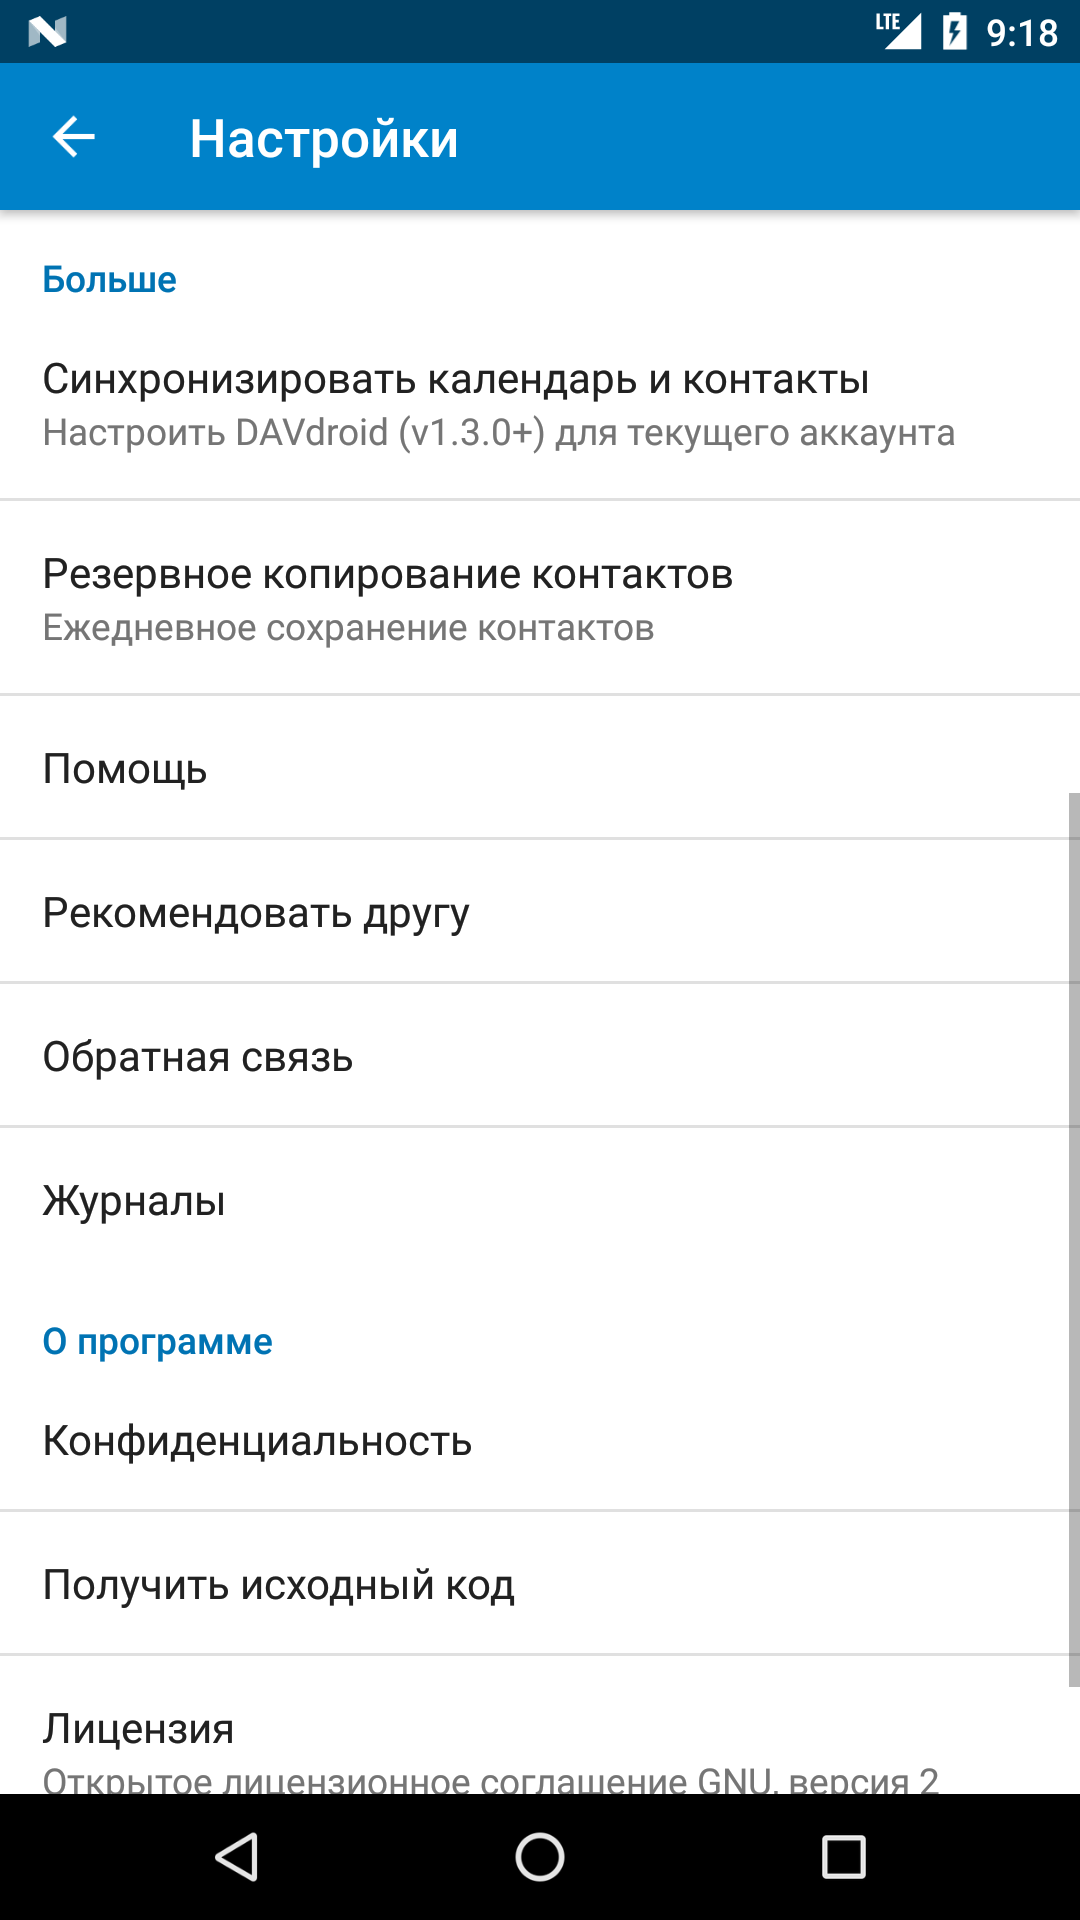 LTE 9:18
Настройки
Больше
Синхронизировать календарь и контакты
Настроить DAVdroid (v1.3.0+) для текущего аккаунта
Резервное копирование контактов
Ежедневное сохранение контактов
Помощь
Рекомендовать другу
Обратная связь
Журналы
О программе
Конфиденциальность
Получить исходный код
Лицензия
Открытое лицензионное соглашение GNU, версия 2